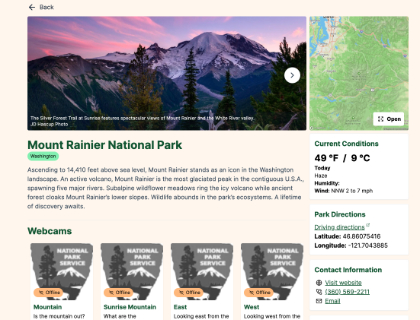 Back
The Silver Forest Trail at Sunrise features spectacular views of Mount Rainier and the White River valley.
JD Hascup Photo
Open
Mount Rainier National Park
Washington
Ascending to 14,410 feet above sea level, Mount Rainier stands as an icon in the Washington
landscape. An active volcano, Mount Rainier is the most glaciated peak in the contiguous U.S.A.,
spawning five major rivers. Subalpine wildflower meadows ring the icy volcano while ancient
forest cloaks Mount Rainier's lower slopes. Wildlife abounds in the park's ecosystems. A lifetime
of discovery awaits.
Current Conditions
49 °F / 9 °C
Today
Haze
Humidity:
Wind: NNW 2 to 7 mph
Park Directions
Driving directions
Latitude: 46.86075416
Longitude: -121.7043885
Contact Information
Visit website
(360) 569-2211
Email
Webcams
NATIONAL
PARK
SERVICE
Offline
Mountain
Is the mountain out?
NATIONAL
PARK
SERVICE
Offline
Sunrise Mountain
What are the
NATIONAL
PARK
SERVICE
Offline
East
Looking east from the
NATIONAL
PARK
SERVICE
Offline
West
Looking west from the